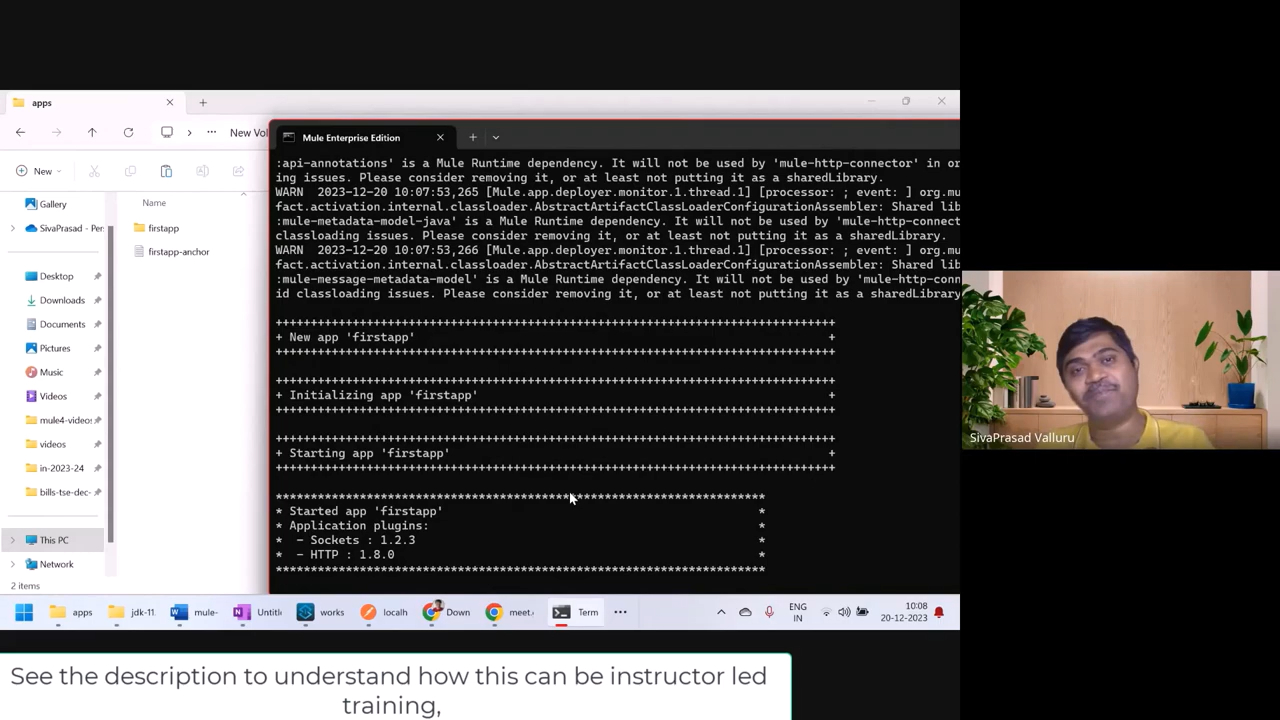 apps
New Vol
New
Name
Gallery
SivaPrasad - Pers
firstapp
firstapp-anchor
Desktop
Downloads
Documents
Pictures
Music
Videos
mule4-videos
videos
in-2023-24
bills-tse-dec-
This PC
Network
2 items
Mule Enterprise Edition
:api-annotations' is a Mule Runtime dependency. It will not be used by 'mule-http-connector' in or
ing issues. Please consider removing it, or at least not putting it as a sharedLibrary.
WARN  2023-12-20 10:07:53,265 [Mule.app.deployer.monitor.1.thread.1] [processor: ; event: ] org.mu
fact.activation.internal.classloader.AbstractArtifactClassLoaderConfigurationAssembler: Shared lib
:mule-metadata-model-java' is a Mule Runtime dependency. It will not be used by 'mule-http-connect
classloading issues. Please consider removing it, or at least not putting it as a sharedLibrary.
WARN  2023-12-20 10:07:53,266 [Mule.app.deployer.monitor.1.thread.1] [processor: ; event: ] org.mu
fact.activation.internal.classloader.AbstractArtifactClassLoaderConfigurationAssembler: Shared lib
:mule-message-metadata-model' is a Mule Runtime dependency. It will not be used by 'mule-http-conn
id classloading issues. Please consider removing it, or at least not putting it as a sharedLibrary
++++++++++++++++++++++++++++++++++++++++++++++++++++++++++++++++++++++++++++++++
+ New app 'firstapp' +
++++++++++++++++++++++++++++++++++++++++++++++++++++++++++++++++++++++++++++++++
++++++++++++++++++++++++++++++++++++++++++++++++++++++++++++++++++++++++++++++++
+ Initializing app 'firstapp' +
++++++++++++++++++++++++++++++++++++++++++++++++++++++++++++++++++++++++++++++++
++++++++++++++++++++++++++++++++++++++++++++++++++++++++++++++++++++++++++++++++
+ Starting app 'firstapp' +
++++++++++++++++++++++++++++++++++++++++++++++++++++++++++++++++++++++++++++++++
**********************************************************************
* Started app 'firstapp' *
* Application plugins: *
*  - Sockets : 1.2.3 *
*  - HTTP : 1.8.0 *
**********************************************************************
SivaPrasad Valluru
apps
jdk-11
mule-
Untitl
works
localh
Down
meet.
Term
ENG
IN
10:08
20-12-2023
See the description to understand how this can be instructor led
training,